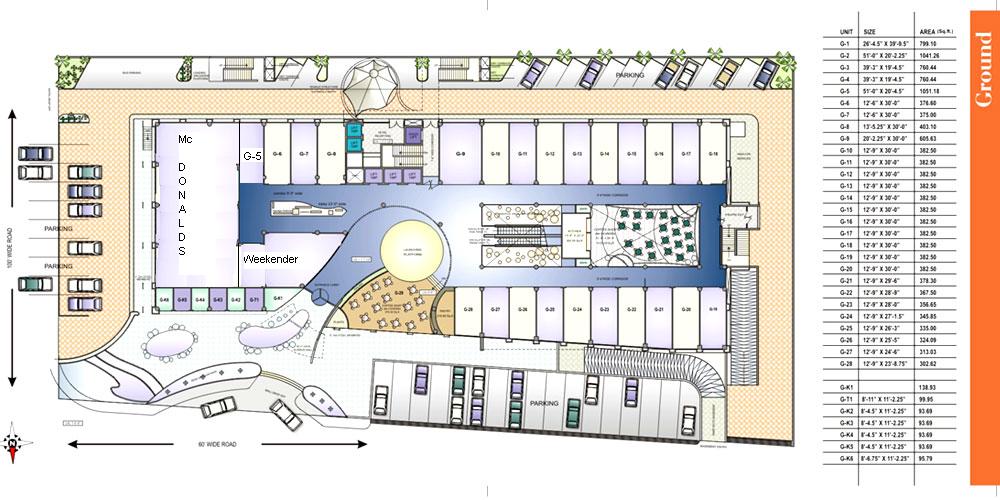 Ground
UNIT SIZE AREA (Sq.ft.)
G-1 26'-4.5" X 39'-9.5" 799.10
G-2 51'-0" X 20'-2.25" 1041.26
G-3 39'-3" X 19'-4.5" 760.44
G-4 39'-3" X 19'-4.5" 760.44
G-5 51'-0" X 20'-4.5" 1051.18
G-6 12'-6" X 30'-0" 376.60
G-7 12'-6" X 30'-0" 375.00
G-8 13'-5.25" X 30'-0" 403.10
G-9 20'-2.25" X 30'-0" 605.63
G-10 12'-9" X 30'-0" 382.50
G-11 12'-9" X 30'-0" 382.50
G-12 12'-9" X 30'-0" 382.50
G-13 12'-9" X 30'-0" 382.50
G-14 12'-9" X 30'-0" 382.50
G-15 12'-9" X 30'-0" 382.50
G-16 12'-9" X 30'-0" 382.50
G-17 12'-9" X 30'-0" 382.50
G-18 12'-9" X 30'-0" 382.50
G-19 12'-9" X 30'-0" 382.50
G-20 12'-9" X 30'-0" 382.50
G-21 12'-9" X 29'-6" 378.30
G-22 12'-9" X 28'-9" 367.50
G-23 12'-9" X 28'-0" 356.65
G-24 12'-9" X 27'-1.5" 345.85
G-25 12'-9" X 26'-3" 335.00
G-26 12'-9" X 25'-5" 324.09
G-27 12'-9" X 24'-6" 313.03
G-28 12'-9" X 23'-8.75" 302.62
G-K1 138.93
G-T1 8'-11" X 11'-2.25" 99.95
G-K2 8'-4.5" X 11'-2.25" 93.69
G-K3 8'-4.5" X 11'-2.25" 93.69
G-K4 8'-4.5" X 11'-2.25" 93.69
G-K5 8'-4.5" X 11'-2.25" 93.69
G-K6 8'-6.75" X 11'-2.25" 95.79
PARKING
Mc
DONALDS
G-5
G-6 G-7 G-8
G-9 G-10 G-11 G-12 G-13 G-14 G-15 G-16 G-17 G-18
KITCHEN
Weekender
G-K6 G-K5 G-K4 G-K3 G-K2 G-T1 G-K1
G-29
G-28 G-27 G-26 G-25 G-24 G-23 G-22 G-21 G-20 G-19
PARKING
PARKING
PARKING
100' WIDE ROAD
60' WIDE ROAD